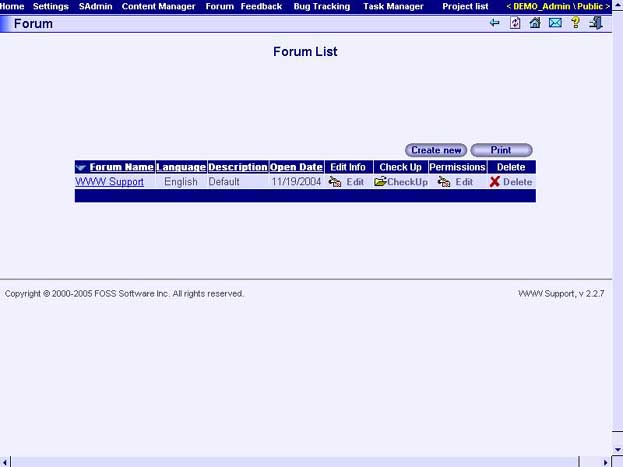 Home Settings SAdmin Content Manager Forum Feedback Bug Tracking Task Manager Project list < DEMO_Admin \ Public >
Forum
Forum List
Create new Print
Forum Name Language Description Open Date Edit Info Check Up Permissions Delete
WWW Support English Default 11/19/2004 Edit CheckUp Edit Delete
Copyright © 2000-2005 FOSS Software Inc. All rights reserved. WWW Support, v 2.2.7